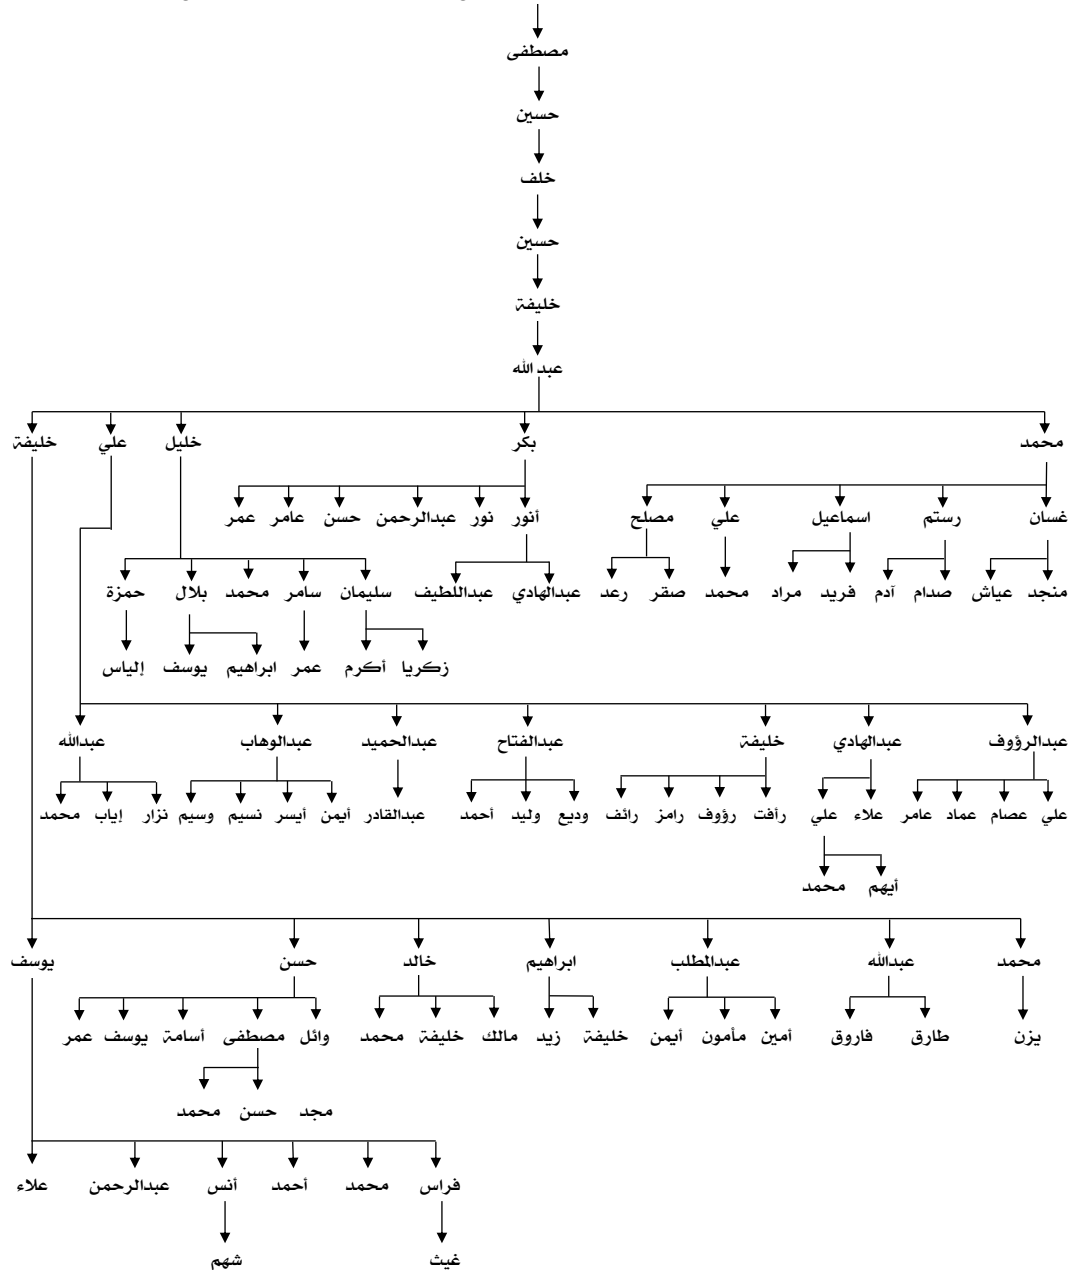 مصطفى
حسين
خلف
حسين
خليفة
عبد الله
محمد بكر خليل علي خليفة
غسان رستم اسماعيل علي مصلح أنور نور عبدالرحمن حسن عامر عمر
منجد عياش صدام آدم فريد مراد محمد صقر رعد عبدالهادي عبداللطيف سليمان سامر محمد بلال حمزة
زكريا أكرم عمر ابراهيم يوسف إلياس
عبدالرؤوف عبدالهادي خليفة عبدالفتاح عبدالحميد عبدالوهاب عبدالله
علي عصام عماد عامر علاء علي رأفت رؤوف رامز رائف وديع وليد أحمد عبدالقادر أيمن أيسر نسيم وسيم نزار إياب محمد
أيهم محمد
محمد عبدالله عبدالمطلب ابراهيم خالد حسن يوسف
يزن طارق فاروق أمين مأمون أيمن خليفة زيد مالك خليفة محمد وائل مصطفى أسامة يوسف عمر
مجد حسن محمد
فراس محمد أحمد أنس عبدالرحمن علاء
غيث شهم